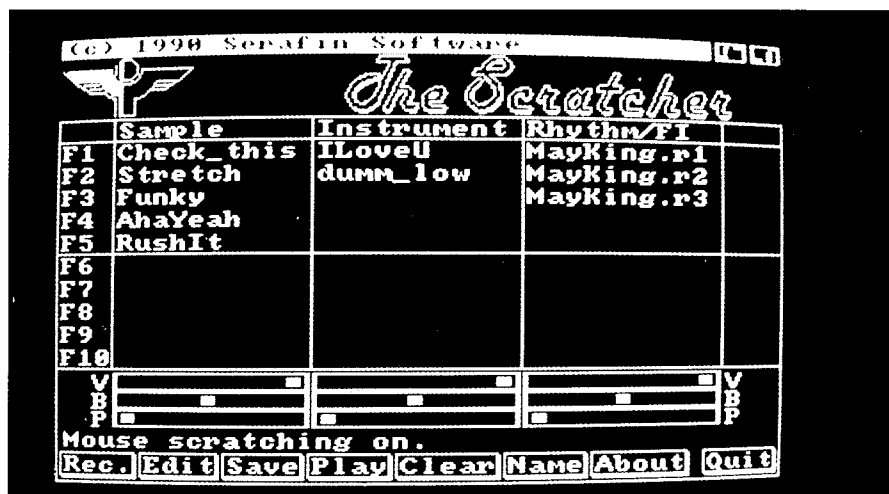 (c) 1990 Serafin Software
The Scratcher
Sample Instrument Rhythm/FI
F1 Check_this ILoveU MayKing.r1
F2 Stretch dumm_low MayKing.r2
F3 Funky MayKing.r3
F4 AhaYeah
F5 RushIt
F6
F7
F8
F9
F10
V V
B B
P P
Mouse scratching on.
Rec. Edit Save Play Clear Name About Quit